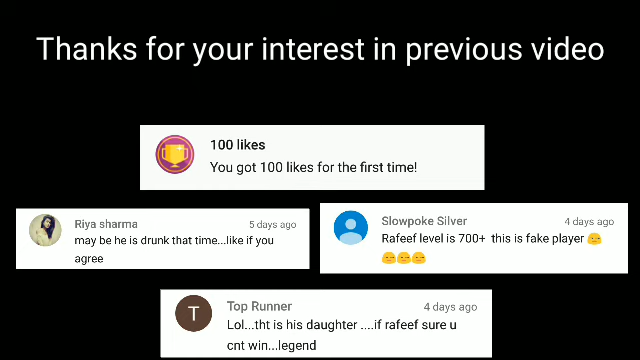 Thanks for your interest in previous video
100 likes
You got 100 likes for the first time!
Riya sharma 5 days ago
may be he is drunk that time...like if you
agree
Slowpoke Silver 4 days ago
Rafeef level is 700+ this is fake player 😑
😑😑😑
T
Top Runner 4 days ago
Lol...tht is his daughter ....if rafeef sure u
cnt win...legend